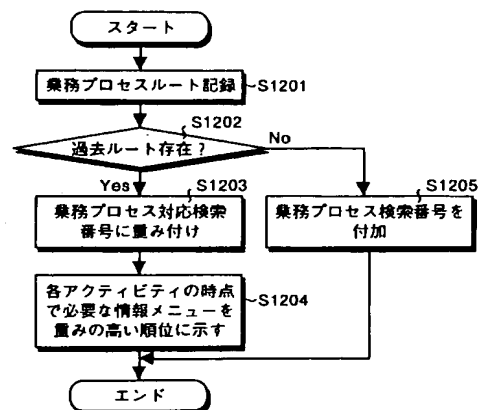 スタート
業務プロセスルート記録
S1201
S1202
過去ルート存在?
No
Yes
S1203
業務プロセス対応検索
番号に重み付け
S1205
業務プロセス検索番号を
付加
各アクティビティの時点
で必要な情報メニューを
重みの高い順位に示す
S1204
エンド